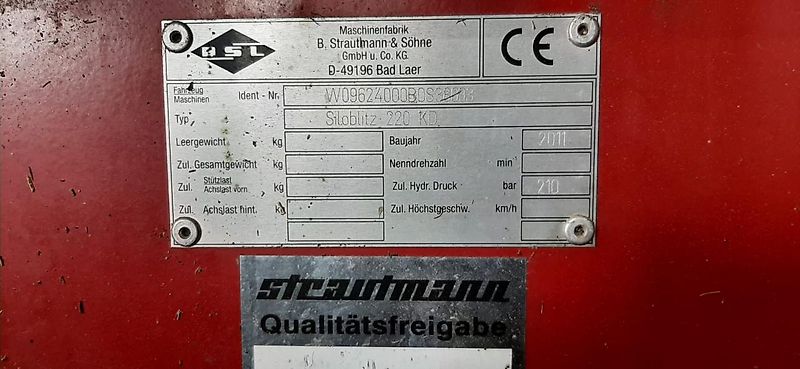 BSL
Maschinenfabrik
B. Strautmann & Söhne
GmbH u. Co. KG.
D-49196 Bad Laer
CE
Fahrzeug
Maschinen
Ident - Nr.
Typ
Siloblitz 220 KD
Leergewicht kg
Baujahr 2011
Zul. Gesamtgewicht kg
Nenndrehzahl min
Zul. Stützlast
Achslast vorn. kg
Zul. Hydr. Druck bar 210
Zul. Achslast hint. kg
Zul. Höchstgeschw. km/h
strautmann
Qualitätsfreigabe